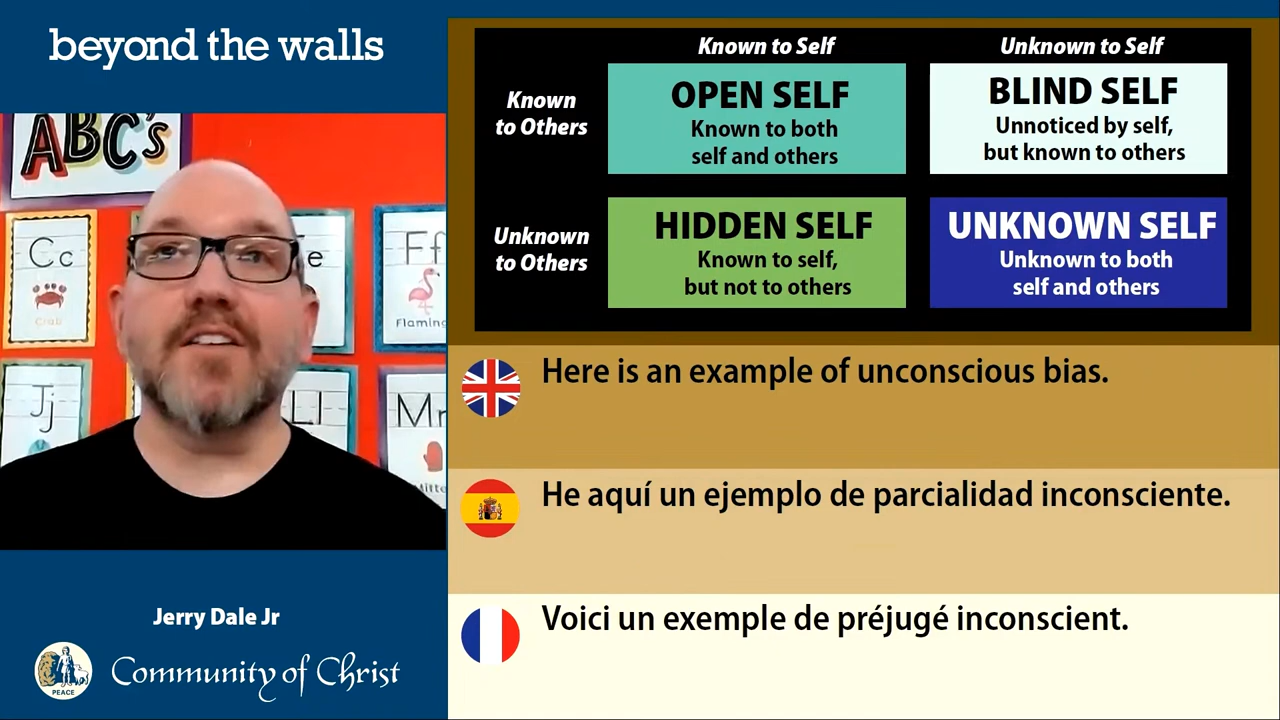 beyond the walls
ABC's
Cc
Crab
e
Ff
Jj
Ll
Jerry Dale Jr
PEACE
Community of Christ
Known to Self
Unknown to Self
Known
to Others
OPEN SELF
Known to both
self and others
BLIND SELF
Unnoticed by self,
but known to others
Unknown
to Others
HIDDEN SELF
Known to self,
but not to others
UNKNOWN SELF
Unknown to both
self and others
Here is an example of unconscious bias.
He aquí un ejemplo de parcialidad inconsciente.
Voici un exemple de préjugé inconscient.